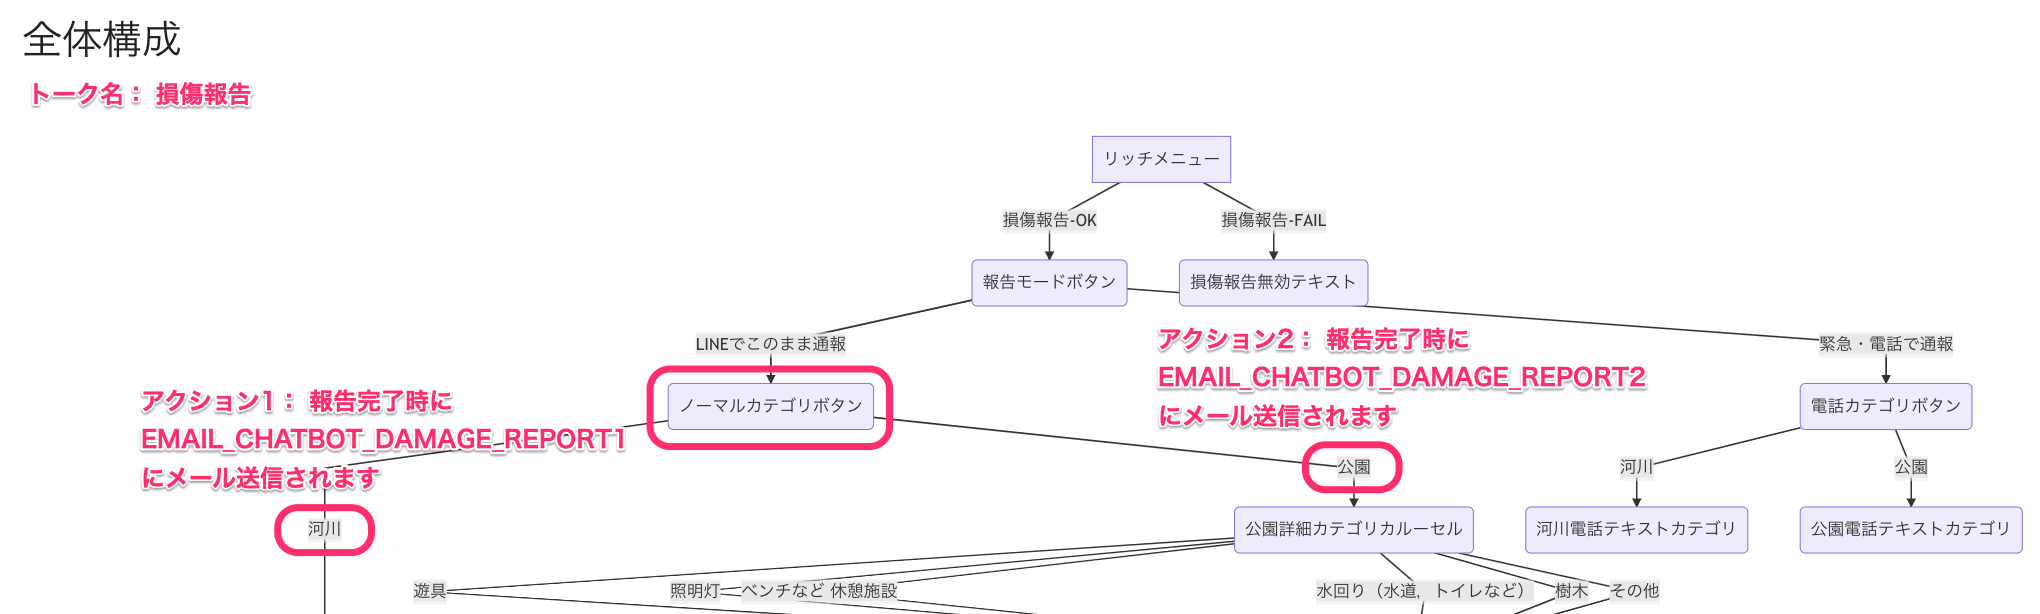 全体構成
トーク名： 損傷報告
リッチメニュー
損傷報告-OK
損傷報告-FAIL
報告モードボタン
損傷報告無効テキスト
LINEでこのまま通報
緊急・電話で通報
アクション2： 報告完了時に
EMAIL_CHATBOT_DAMAGE_REPORT2
にメール送信されます
アクション1： 報告完了時に
EMAIL_CHATBOT_DAMAGE_REPORT1
にメール送信されます
ノーマルカテゴリボタン
電話カテゴリボタン
公園
河川
公園
河川
公園詳細カテゴリカルーセル
河川電話テキストカテゴリ
公園電話テキストカテゴリ
遊具
照明灯
ベンチなど 休憩施設
水回り（水道，トイレなど）
樹木
その他